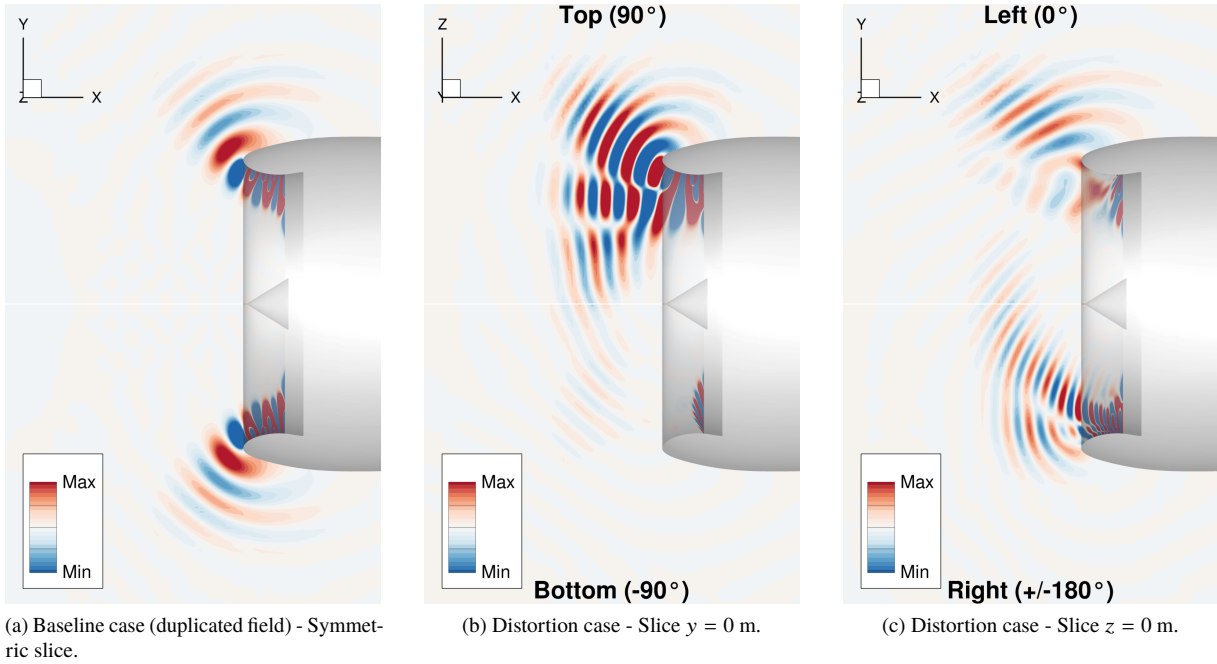 Y
Z
X
Max
Min
(a) Baseline case (duplicated field) - Symmet-
ric slice.
Top (90°)
Z
Y
X
Max
Min
Bottom (-90°)
(b) Distortion case - Slice y = 0 m.
Left (0°)
Y
Z
X
Max
Min
Right (+/-180°)
(c) Distortion case - Slice z = 0 m.